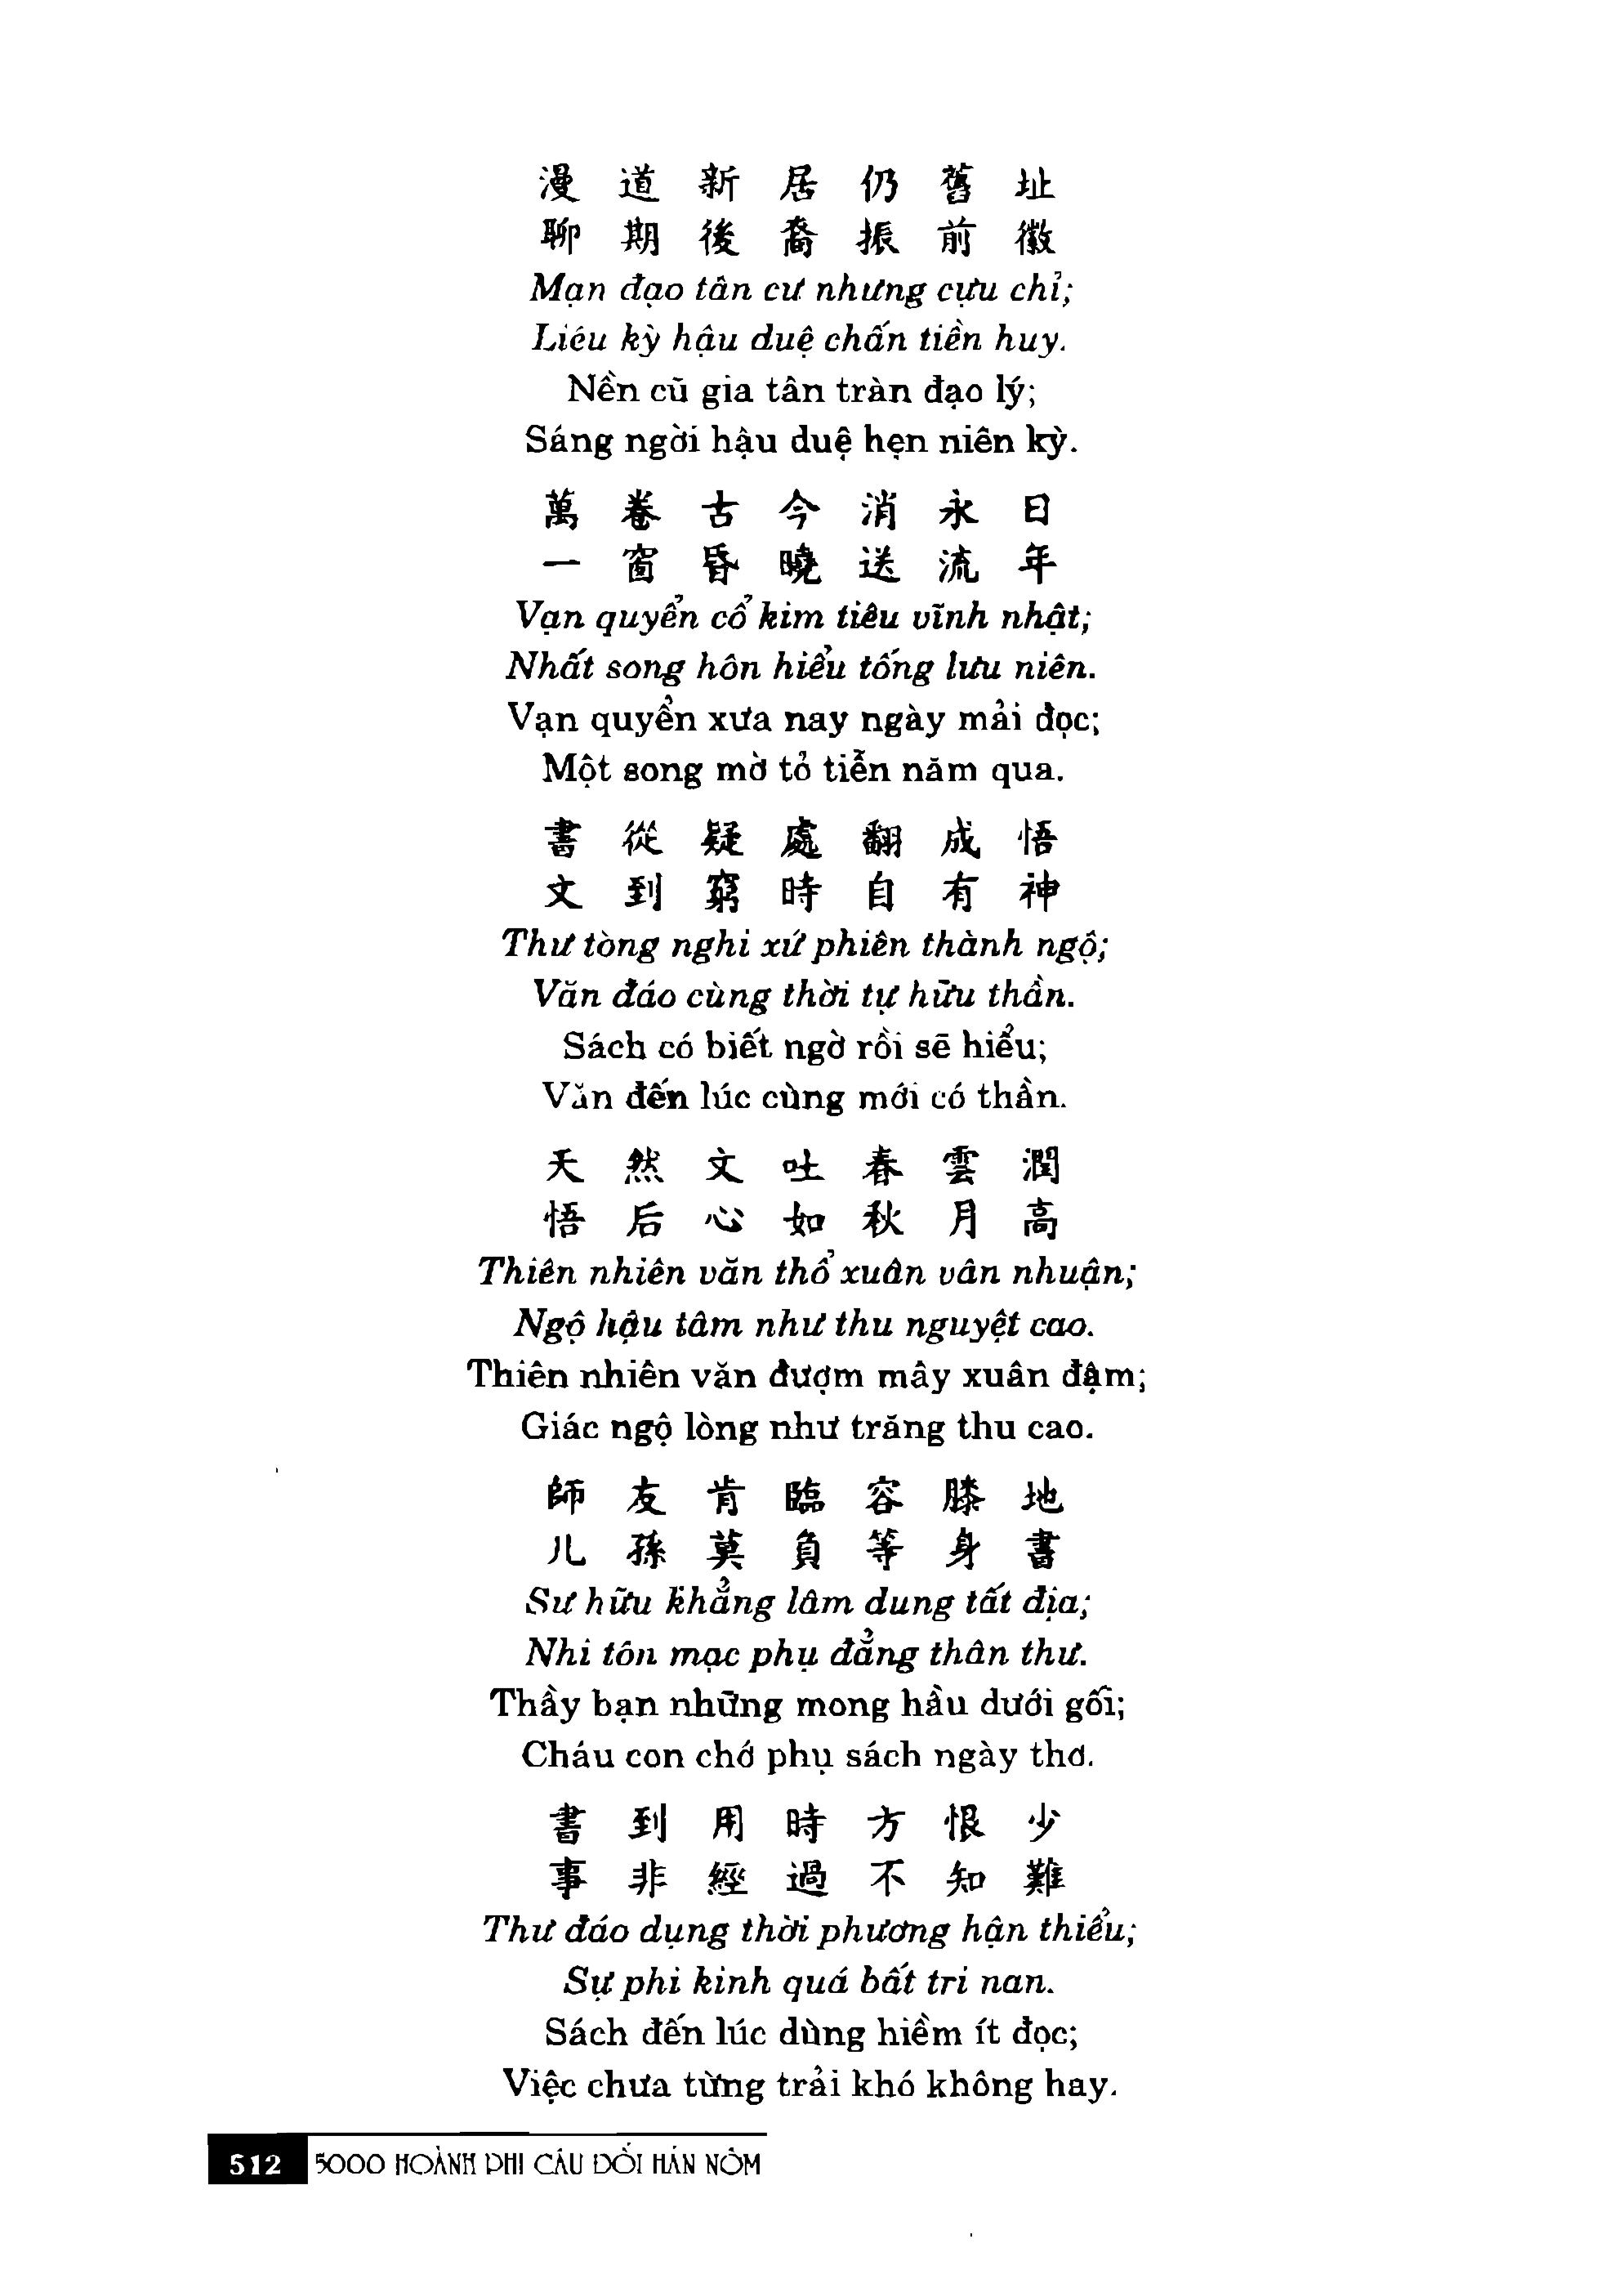 漫道新居仍舊址
聊期後裔振前徽
Mạn đạo tân cư nhưng cựu chỉ;
Liêu kỳ hậu duệ chấn tiền huy.
Nền cũ gia tân tràn đạo lý;
Sáng ngời hậu duệ hẹn niên kỳ.
萬卷古今消永日
一窗昏曉送流年
Vạn quyển cổ kim tiêu vĩnh nhật;
Nhất song hôn hiểu tống lưu niên.
Vạn quyển xưa nay ngày mải đọc;
Một song mờ tỏ tiễn năm qua.
書從疑處翻成悟
文到窮時自有神
Thư tòng nghi xứ phiên thành ngộ;
Văn đáo cùng thời tự hữu thần.
Sách có biết ngờ rồi sẽ hiểu;
Văn đến lúc cùng mới có thần.
天然文吐春雲潤
悟后心如秋月高
Thiên nhiên văn thổ xuân vân nhuận;
Ngộ hậu tâm như thu nguyệt cao.
Thiên nhiên văn đượm mây xuân đậm;
Giác ngộ lòng như trăng thu cao.
師友肯臨容膝地
儿孫莫負等身書
Sư hữu khẳng lâm dung tất địa;
Nhi tôn mạc phụ đẳng thân thư.
Thầy bạn những mong hầu dưới gối;
Cháu con chớ phụ sách ngày thơ.
書到用時方恨少
事非經過不知難
Thư đáo dụng thời phương hận thiểu;
Sự phi kinh quá bất tri nan.
Sách đến lúc dùng hiềm ít đọc;
Việc chưa từng trải khó không hay.
512 5000 HOÀNH PHI CÂU ĐỐI HÁN NÔM